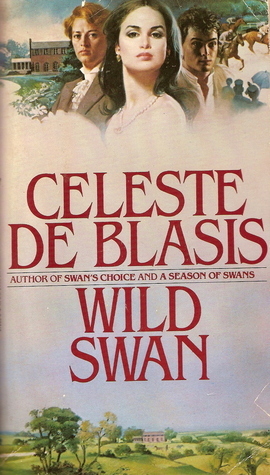 CELESTE
DE BLASIS
AUTHOR OF SWAN'S CHOICE AND A SEASON OF SWANS
WILD
SWAN